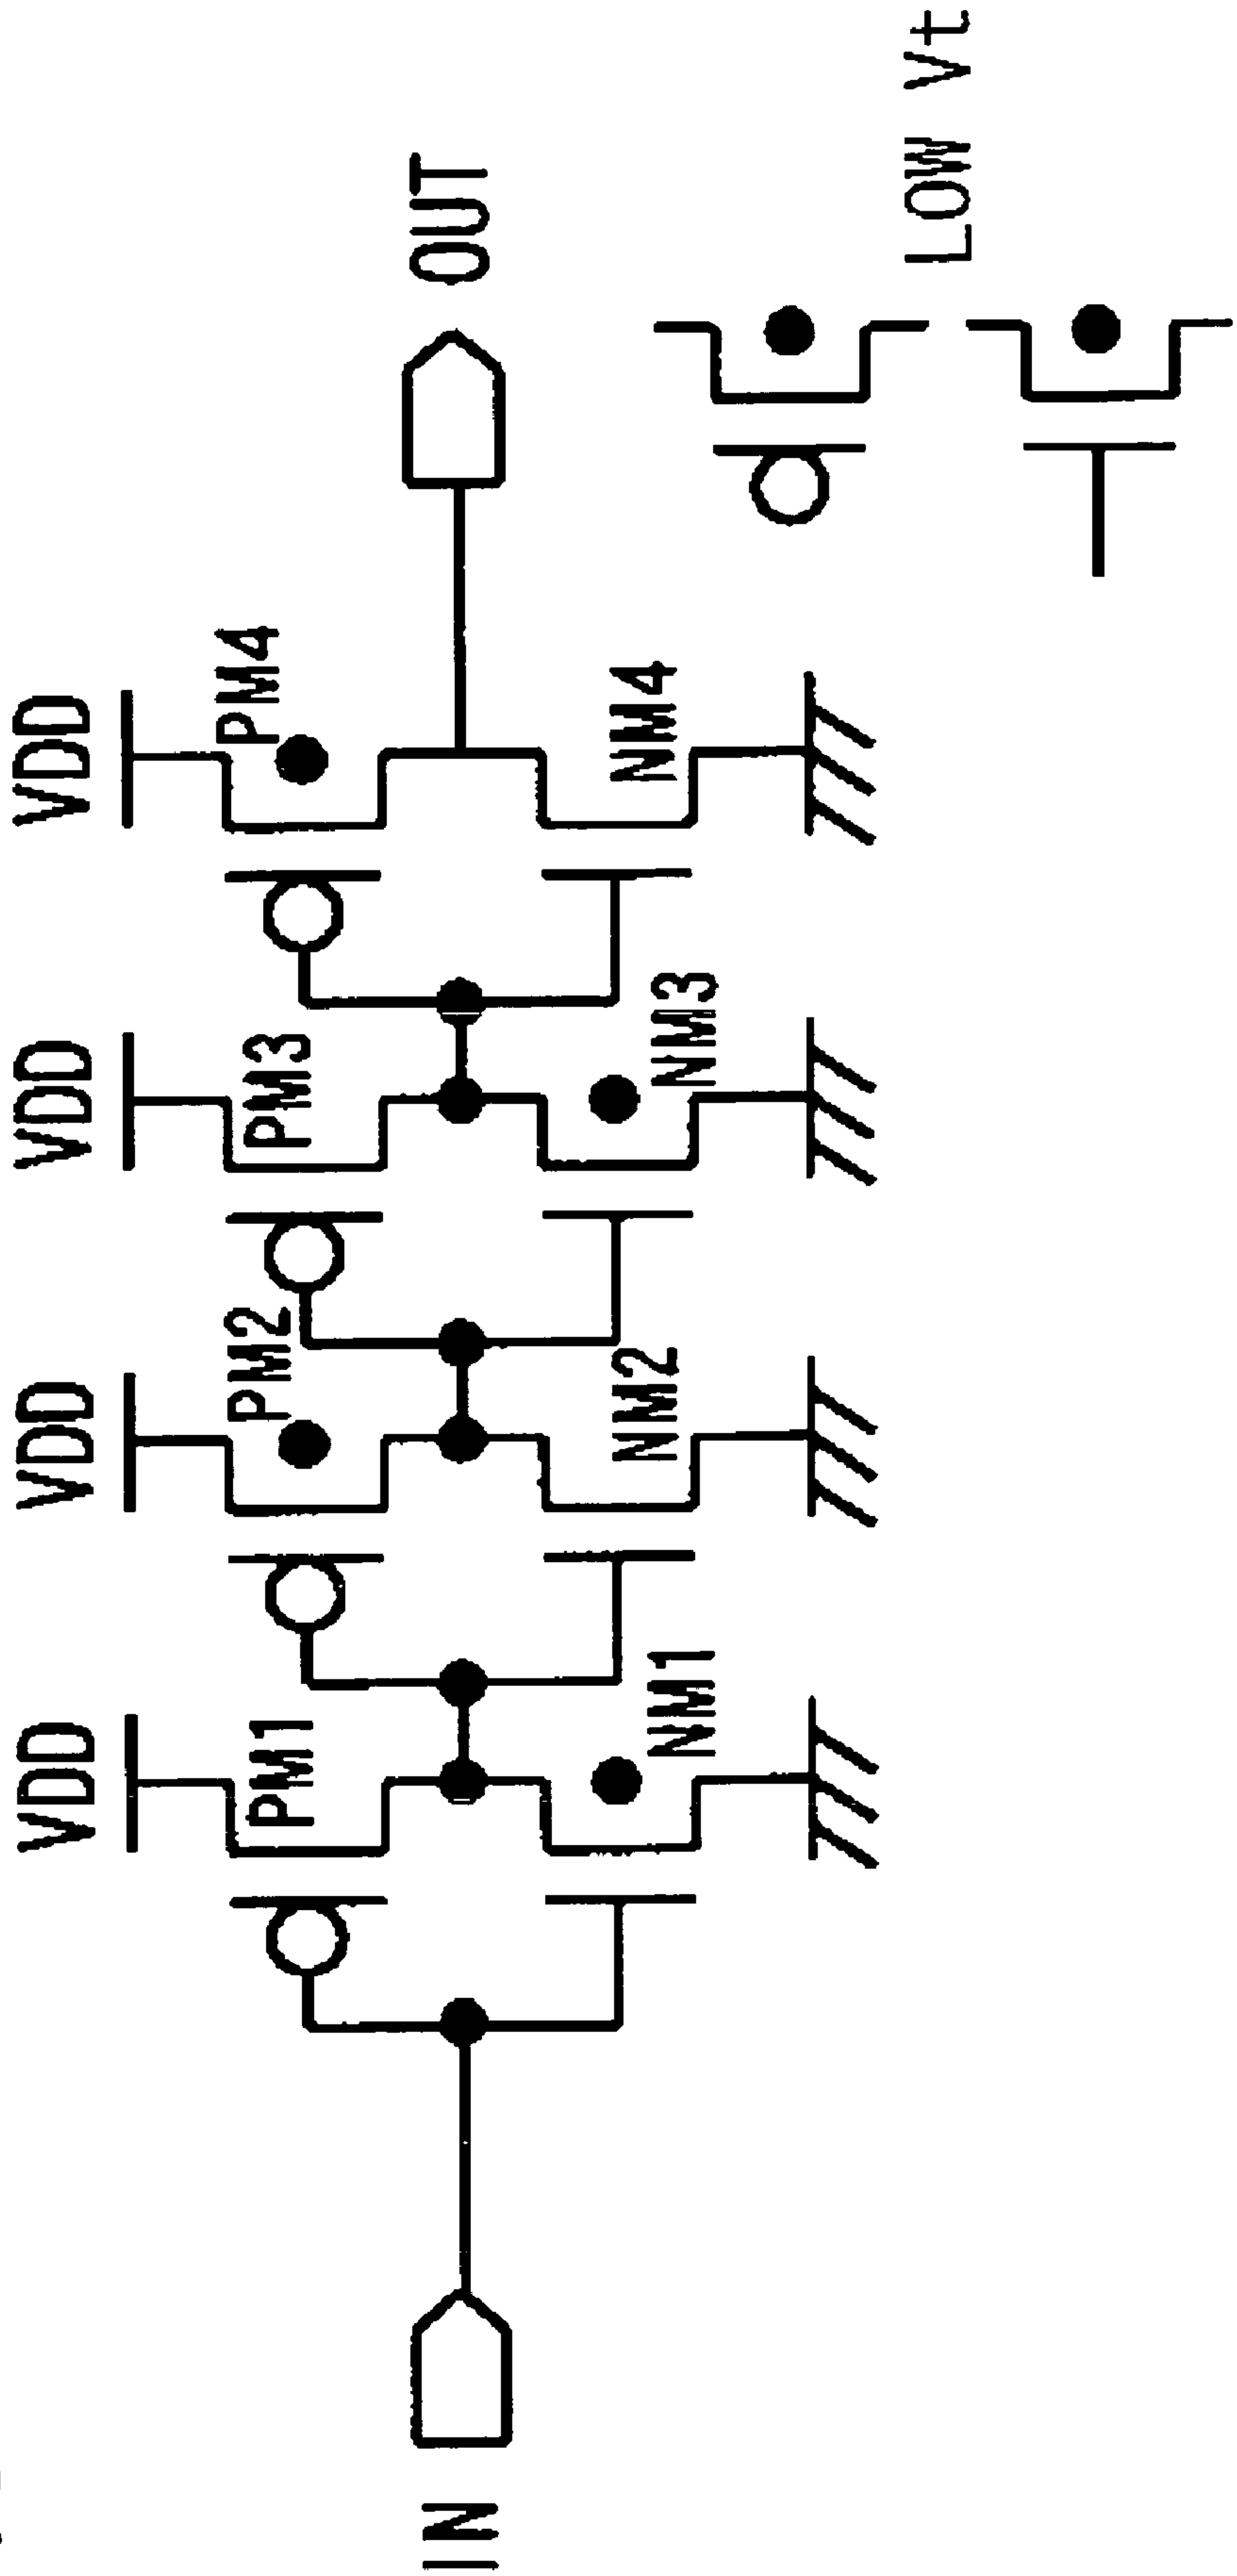 VDD VDD VDD VDD
PM1 PM2 PM3 PM4
IN OUT
NM1 NM2 NM3 NM4
LOW Vt